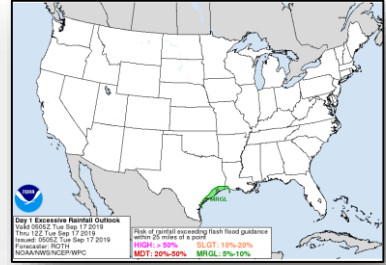 MRGL
NOAA
Day 1 Excessive Rainfall Outlook
Valid 0505Z Tue Sep 17 2019
Thru 12Z Tue Sep 17 2019
Issued: 0505Z Tue Sep 17 2019
Forecaster: ROTH
NOAA/NWS/NCEP/WPC
Risk of rainfall exceeding flash flood guidance
within 25 miles of a point
HIGH: > 50% SLGT: 10%-20%
MDT: 20%-50% MRGL: 5%-10%